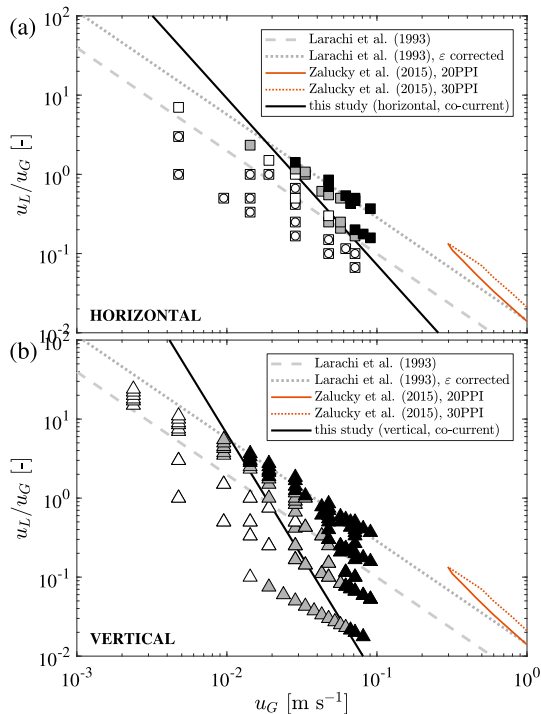 (a)
10^2
10^1
10^0
10^-1
10^-2
u_L/u_G [-]
Larachi et al. (1993)
Larachi et al. (1993), ε corrected
Zalucky et al. (2015), 20PPI
Zalucky et al. (2015), 30PPI
this study (horizontal, co-current)
HORIZONTAL
(b)
10^2
10^1
10^0
10^-1
10^-2
u_L/u_G [-]
Larachi et al. (1993)
Larachi et al. (1993), ε corrected
Zalucky et al. (2015), 20PPI
Zalucky et al. (2015), 30PPI
this study (vertical, co-current)
VERTICAL
10^-3 10^-2 10^-1 10^0
u_G [m s^-1]